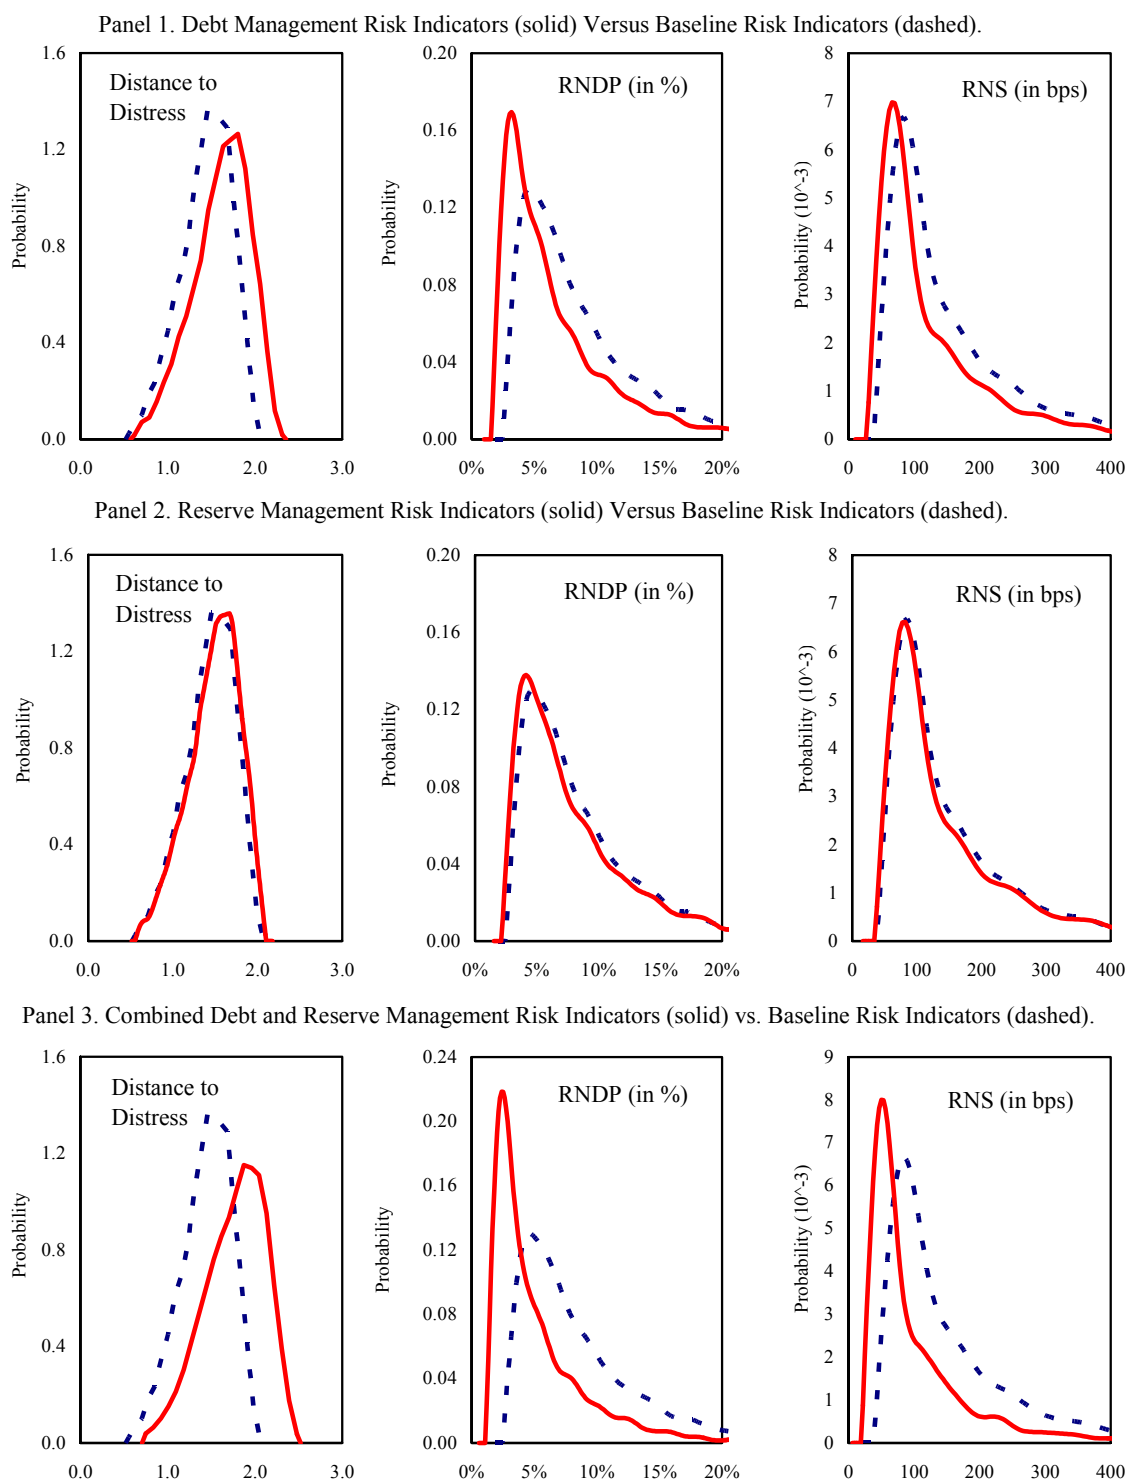 Panel 1. Debt Management Risk Indicators (solid) Versus Baseline Risk Indicators (dashed).
Distance to
Distress
Probability
1.6
1.2
0.8
0.4
0.0
0.0 1.0 2.0 3.0
RNDP (in %)
Probability
0.20
0.16
0.12
0.08
0.04
0.00
0% 5% 10% 15% 20%
RNS (in bps)
Probability (10^-3)
8
7
6
5
4
3
2
1
0
0 100 200 300 400
Panel 2. Reserve Management Risk Indicators (solid) Versus Baseline Risk Indicators (dashed).
Distance to
Distress
Probability
1.6
1.2
0.8
0.4
0.0
0.0 1.0 2.0 3.0
RNDP (in %)
Probability
0.20
0.16
0.12
0.08
0.04
0.00
0% 5% 10% 15% 20%
RNS (in bps)
Probability (10^-3)
8
7
6
5
4
3
2
1
0
0 100 200 300 400
Panel 3. Combined Debt and Reserve Management Risk Indicators (solid) vs. Baseline Risk Indicators (dashed).
Distance to
Distress
Probability
1.6
1.2
0.8
0.4
0.0
0.0 1.0 2.0 3.0
RNDP (in %)
Probability
0.24
0.20
0.16
0.12
0.08
0.04
0.00
0% 5% 10% 15% 20%
RNS (in bps)
Probability (10^-3)
9
8
7
6
5
4
3
2
1
0
0 100 200 300 400